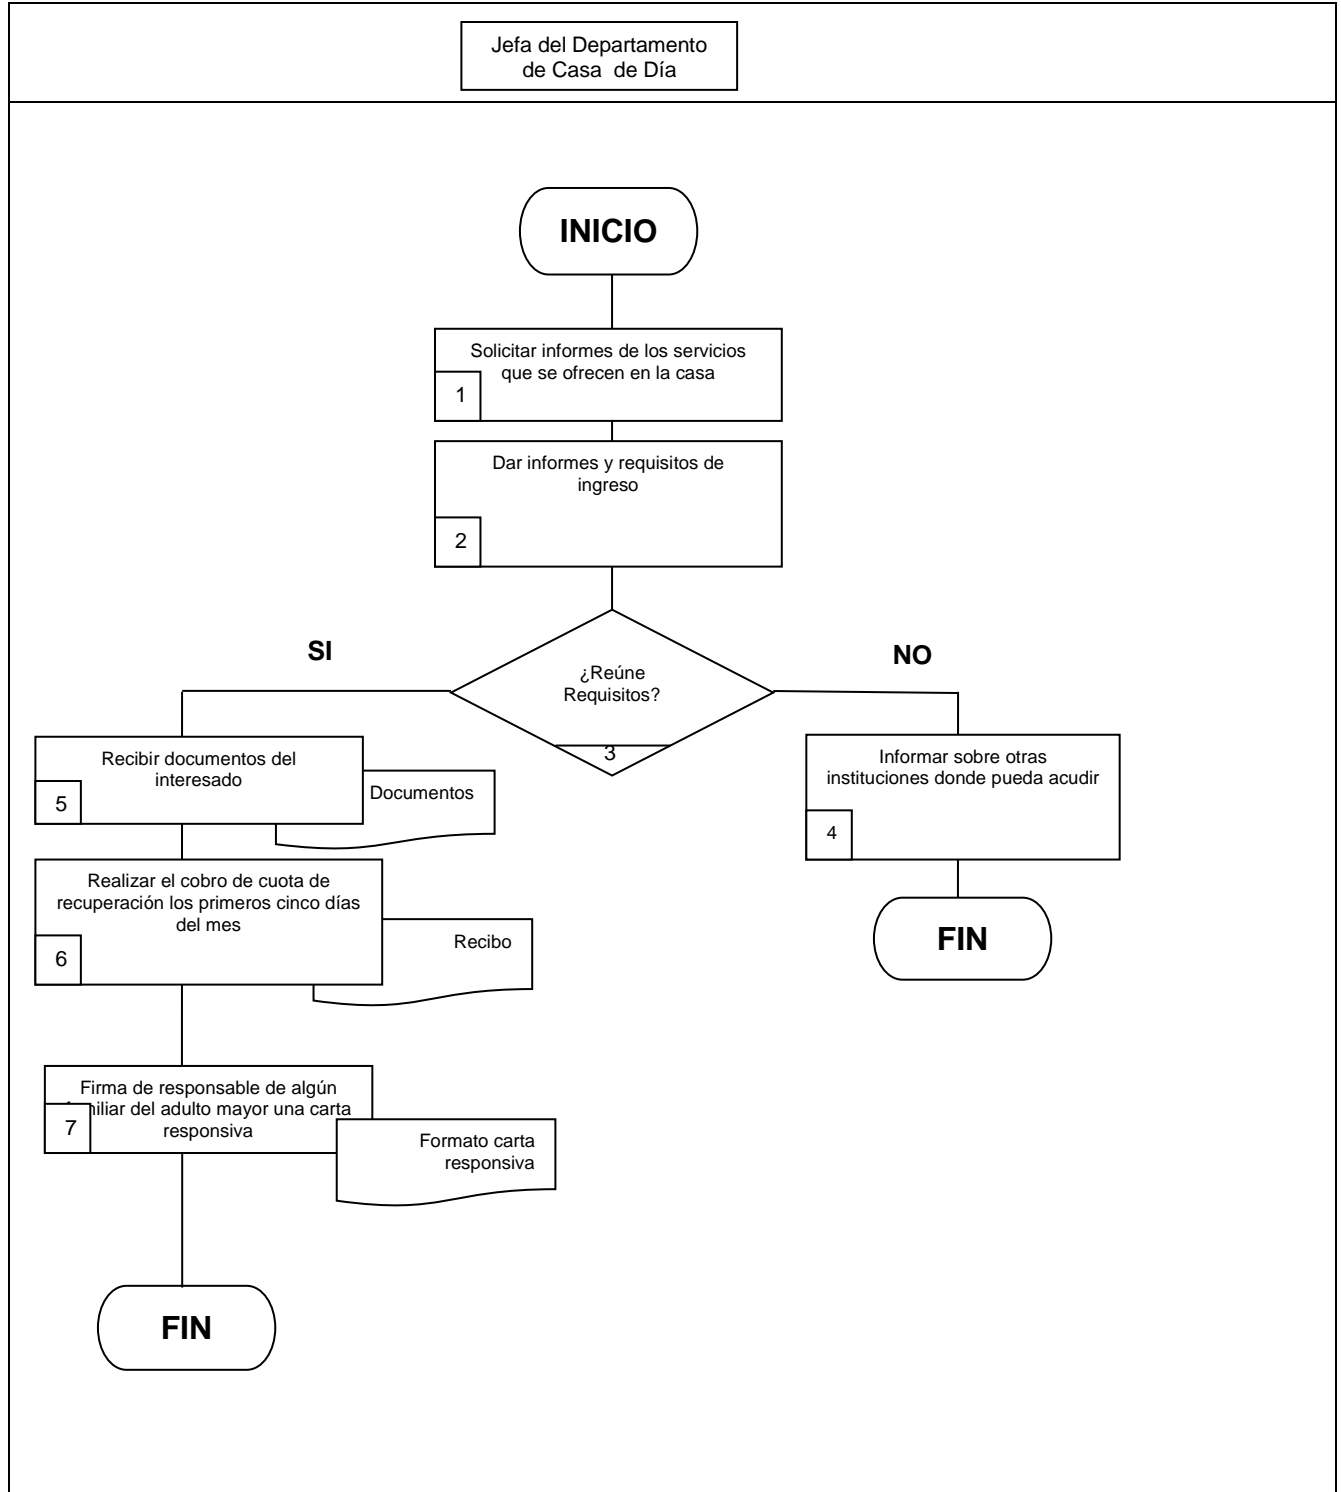 Jefa del Departamento
de Casa de Día
INICIO
Solicitar informes de los servicios
que se ofrecen en la casa
1
Dar informes y requisitos de
ingreso
2
SI
NO
¿Reúne
Requisitos?
3
Recibir documentos del
interesado
5
Documentos
Informar sobre otras
instituciones donde pueda acudir
4
Realizar el cobro de cuota de
recuperación los primeros cinco días
del mes
6
Recibo
FIN
Firma de responsable de algún
familiar del adulto mayor una carta
responsiva
7
Formato carta
responsiva
FIN